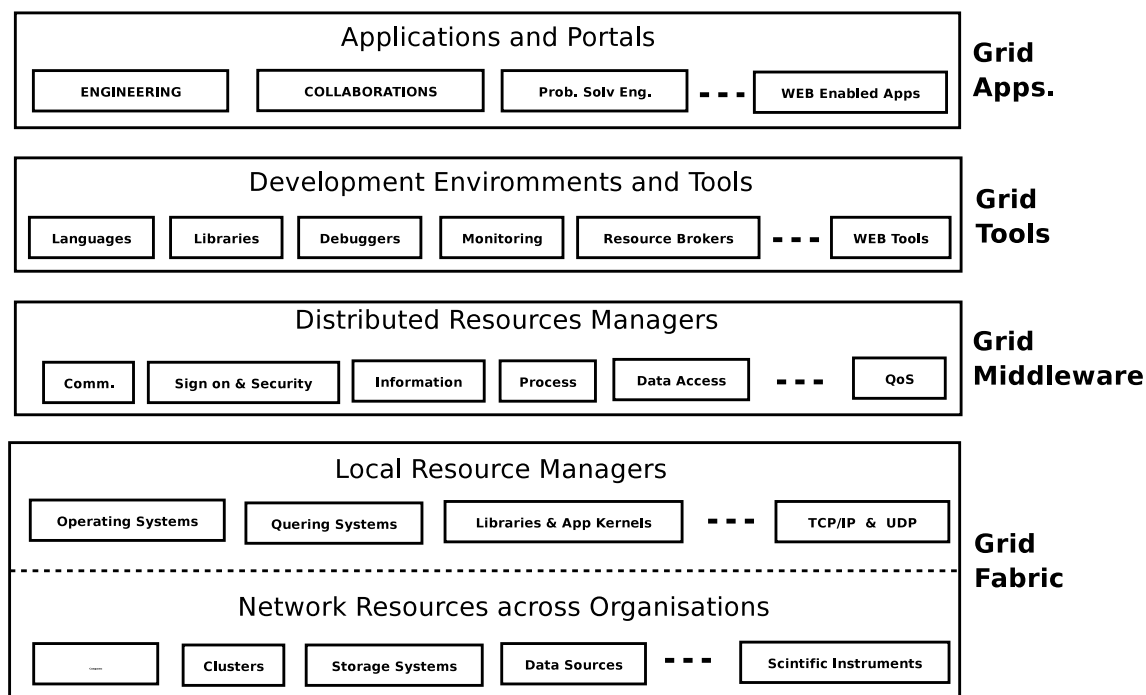 Applications and Portals
ENGINEERING
COLLABORATIONS
Prob. Solv Eng.
WEB Enabled Apps
Grid
Apps.
Development Enviromments and Tools
Languages
Libraries
Debuggers
Monitoring
Resource Brokers
WEB Tools
Grid
Tools
Distributed Resources Managers
Comm.
Sign on & Security
Information
Process
Data Access
QoS
Grid
Middleware
Local Resource Managers
Operating Systems
Quering Systems
Libraries & App Kernels
TCP/IP & UDP
Grid
Fabric
Network Resources across Organisations
Clusters
Storage Systems
Data Sources
Scintific Instruments